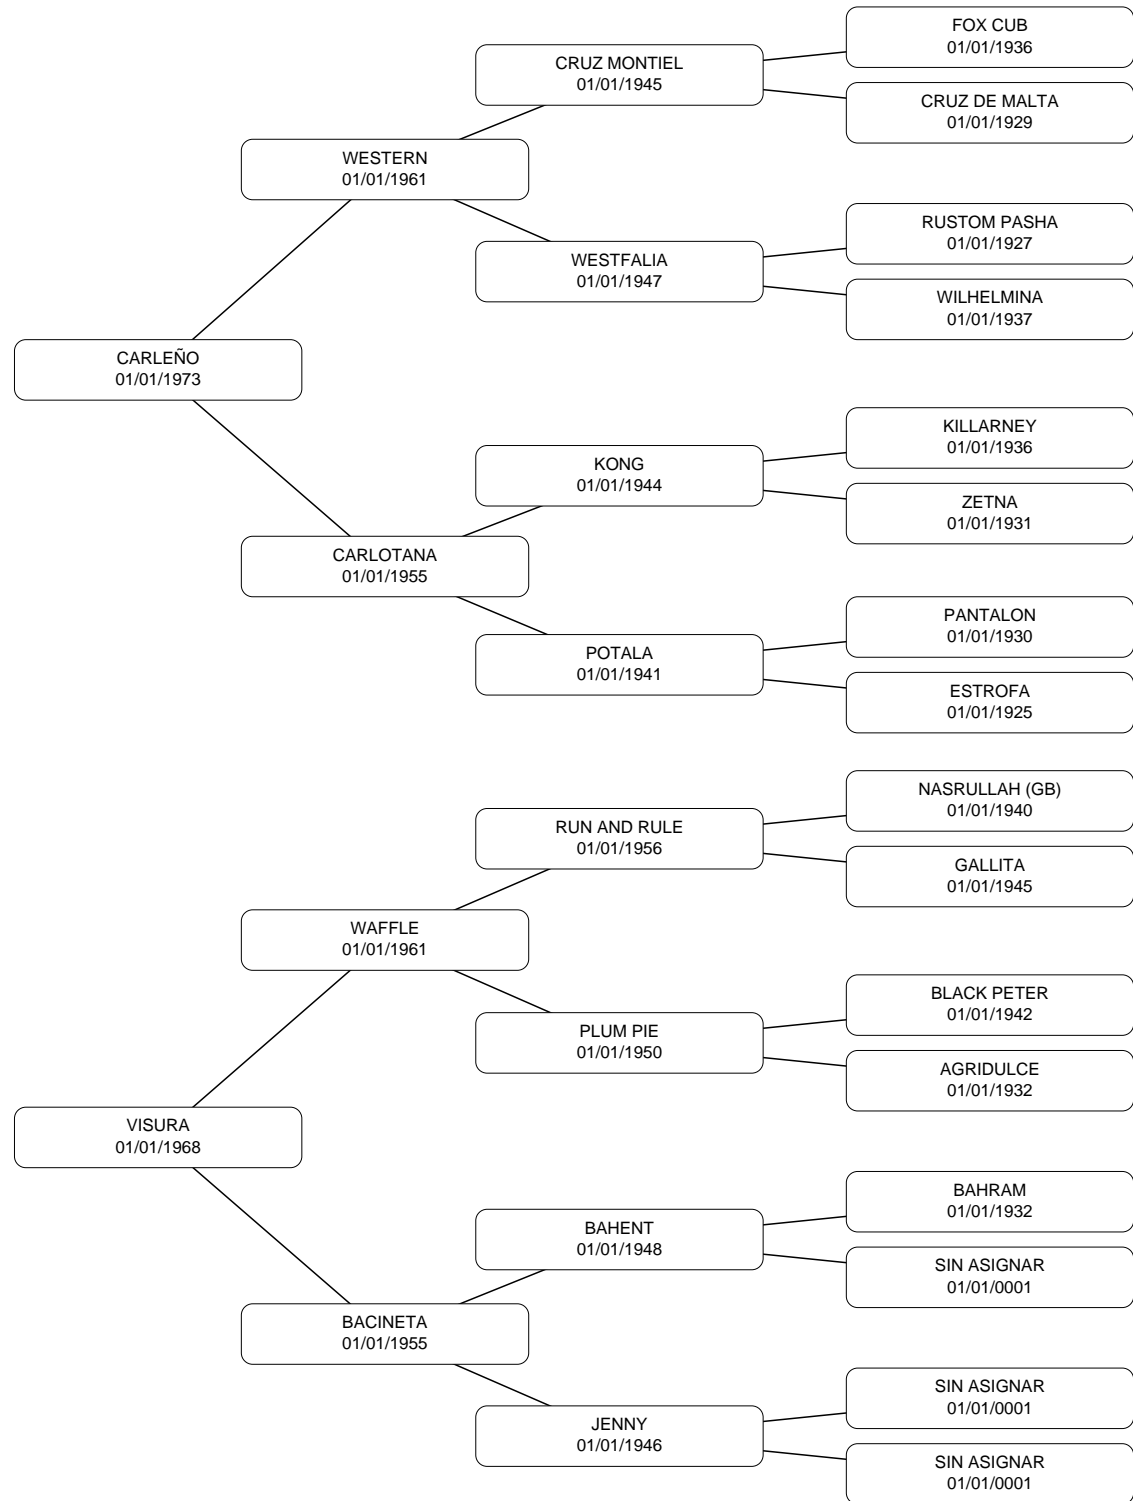 FOX CUB
01/01/1936
CRUZ MONTIEL
01/01/1945
CRUZ DE MALTA
01/01/1929
WESTERN
01/01/1961
RUSTOM PASHA
01/01/1927
WESTFALIA
01/01/1947
WILHELMINA
01/01/1937
CARLEÑO
01/01/1973
KILLARNEY
01/01/1936
KONG
01/01/1944
ZETNA
01/01/1931
CARLOTANA
01/01/1955
PANTALON
01/01/1930
POTALA
01/01/1941
ESTROFA
01/01/1925
NASRULLAH (GB)
01/01/1940
RUN AND RULE
01/01/1956
GALLITA
01/01/1945
WAFFLE
01/01/1961
BLACK PETER
01/01/1942
PLUM PIE
01/01/1950
AGRIDULCE
01/01/1932
VISURA
01/01/1968
BAHRAM
01/01/1932
BAHENT
01/01/1948
SIN ASIGNAR
01/01/0001
BACINETA
01/01/1955
SIN ASIGNAR
01/01/0001
JENNY
01/01/1946
SIN ASIGNAR
01/01/0001